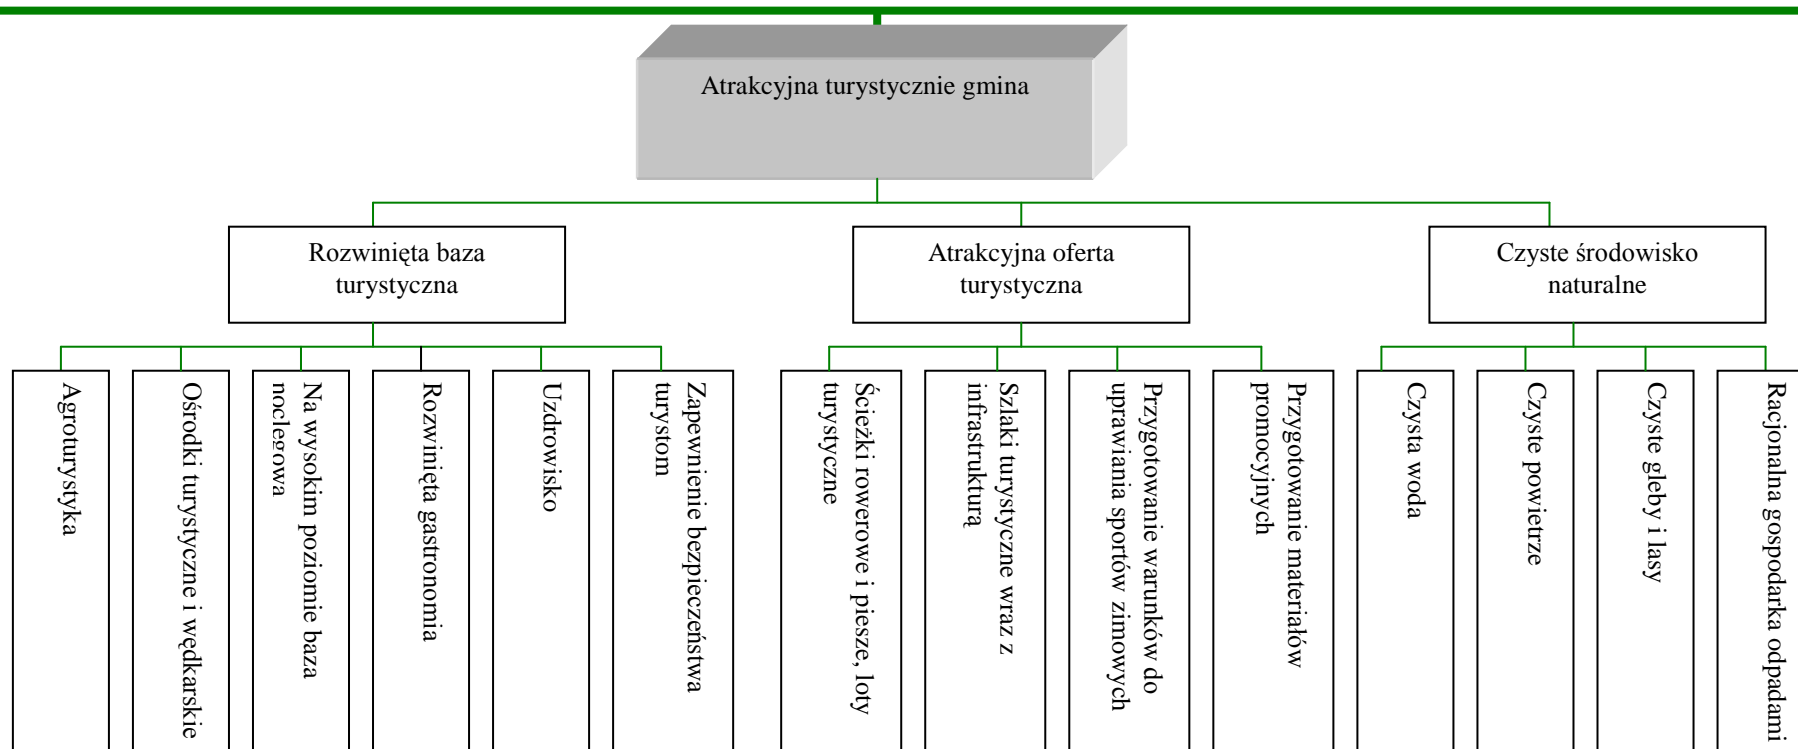 Atrakcyjna turystycznie gmina
Rozwinięta baza
turystyczna
Atrakcyjna oferta
turystyczna
Czyste środowisko
naturalne
Agroturystyka
Ośrodki turystyczne i wędkarskie
Na wysokim poziomie baza
noclegowa
Rozwinięta gastronomia
Uzdrowisko
Zapewnienie bezpieczeństwa
turystom
Ścieżki rowerowe i piesze, loty
turystyczne
Szlaki turystyczne wraz z
infrastrukturą
Przygotowanie warunków do
uprawiania sportów zimowych
Przygotowanie materiałów
promocyjnych
Czysta woda
Czyste powietrze
Czyste gleby i lasy
Racjonalna gospodarka odpadami